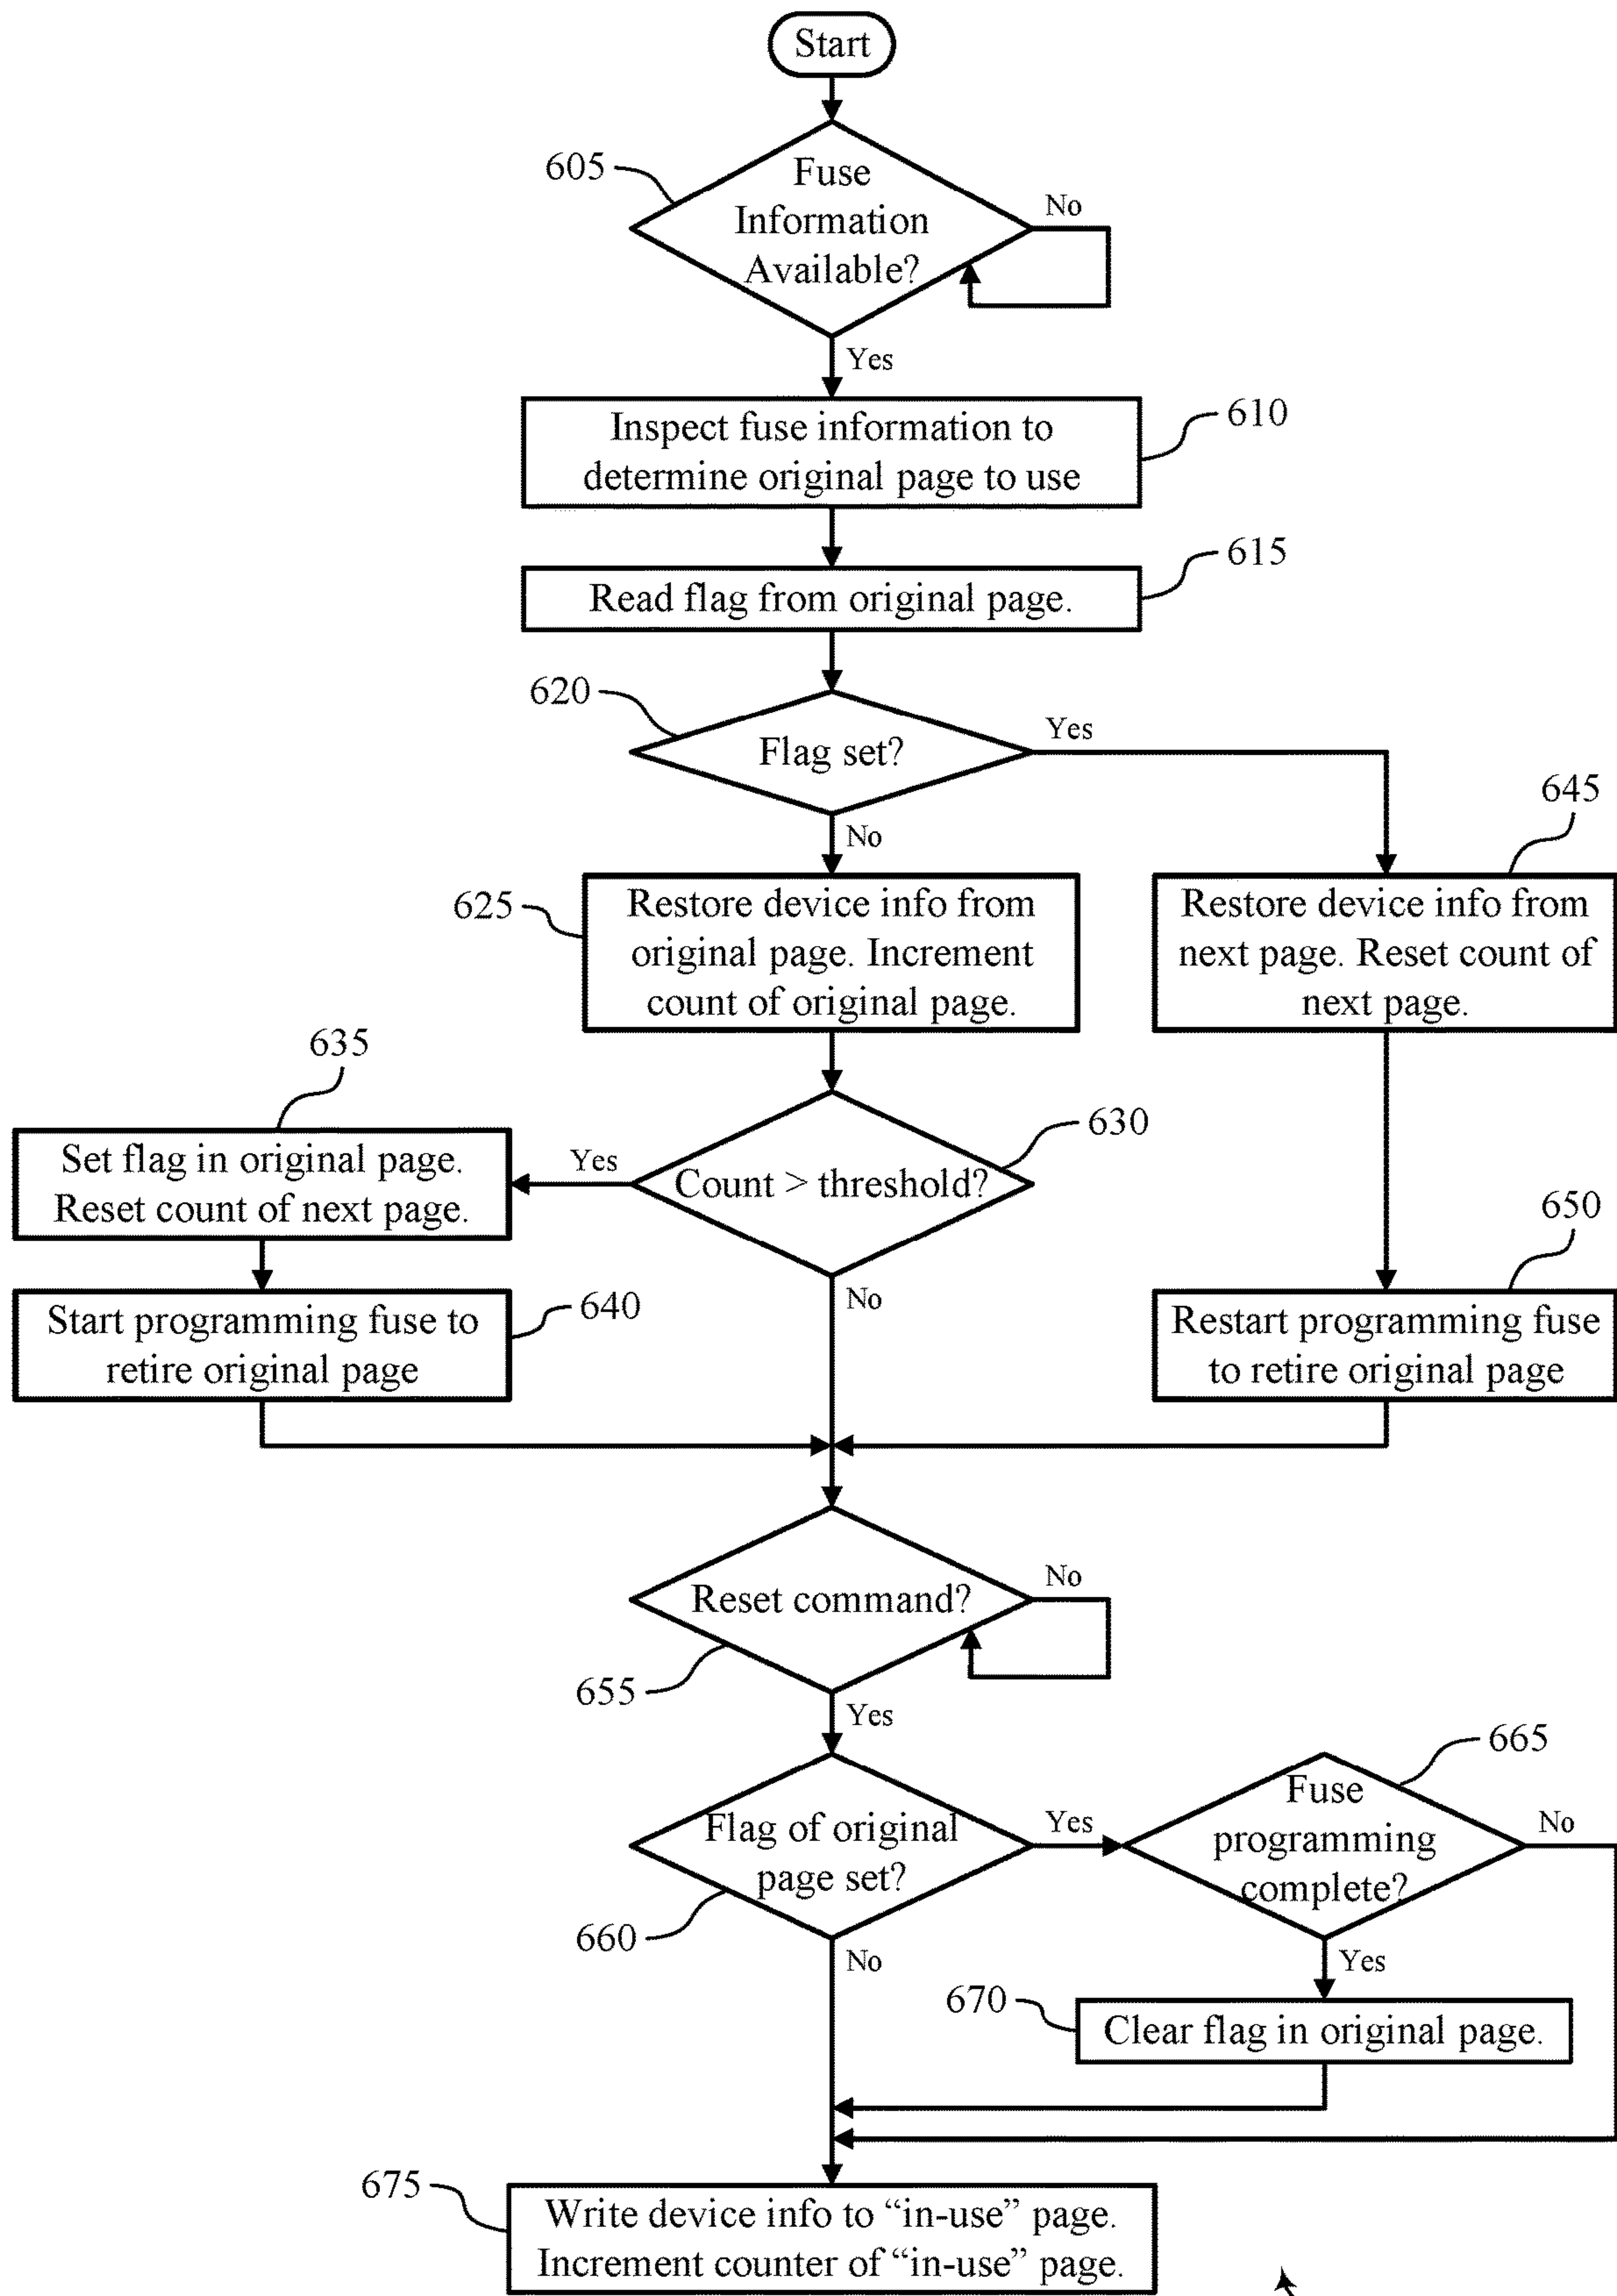 Start
605
Fuse
Information
Available?
No
Yes
Inspect fuse information to
determine original page to use
610
Read flag from original page.
615
620
Flag set?
Yes
No
645
625
Restore device info from
original page. Increment
count of original page.
Restore device info from
next page. Reset count of
next page.
635
630
Set flag in original page.
Reset count of next page.
Yes
Count > threshold?
No
650
Start programming fuse to
retire original page
640
Restart programming fuse
to retire original page
Reset command?
No
655
Yes
665
Flag of original
page set?
Yes
Fuse
programming
complete?
No
660
No
Yes
670
Clear flag in original page.
675
Write device info to “in-use” page.
Increment counter of “in-use” page.